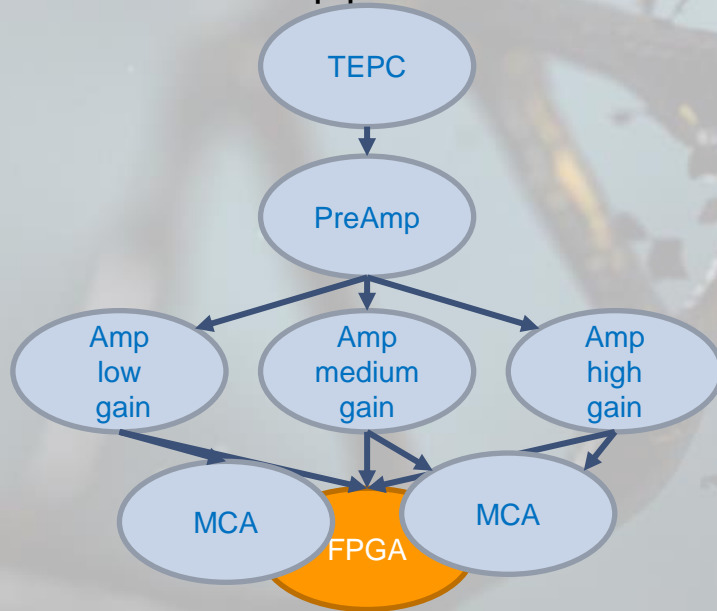 TEPC
PreAmp
Amp
low
gain
Amp
medium
gain
Amp
high
gain
MCA
MCA
FPGA